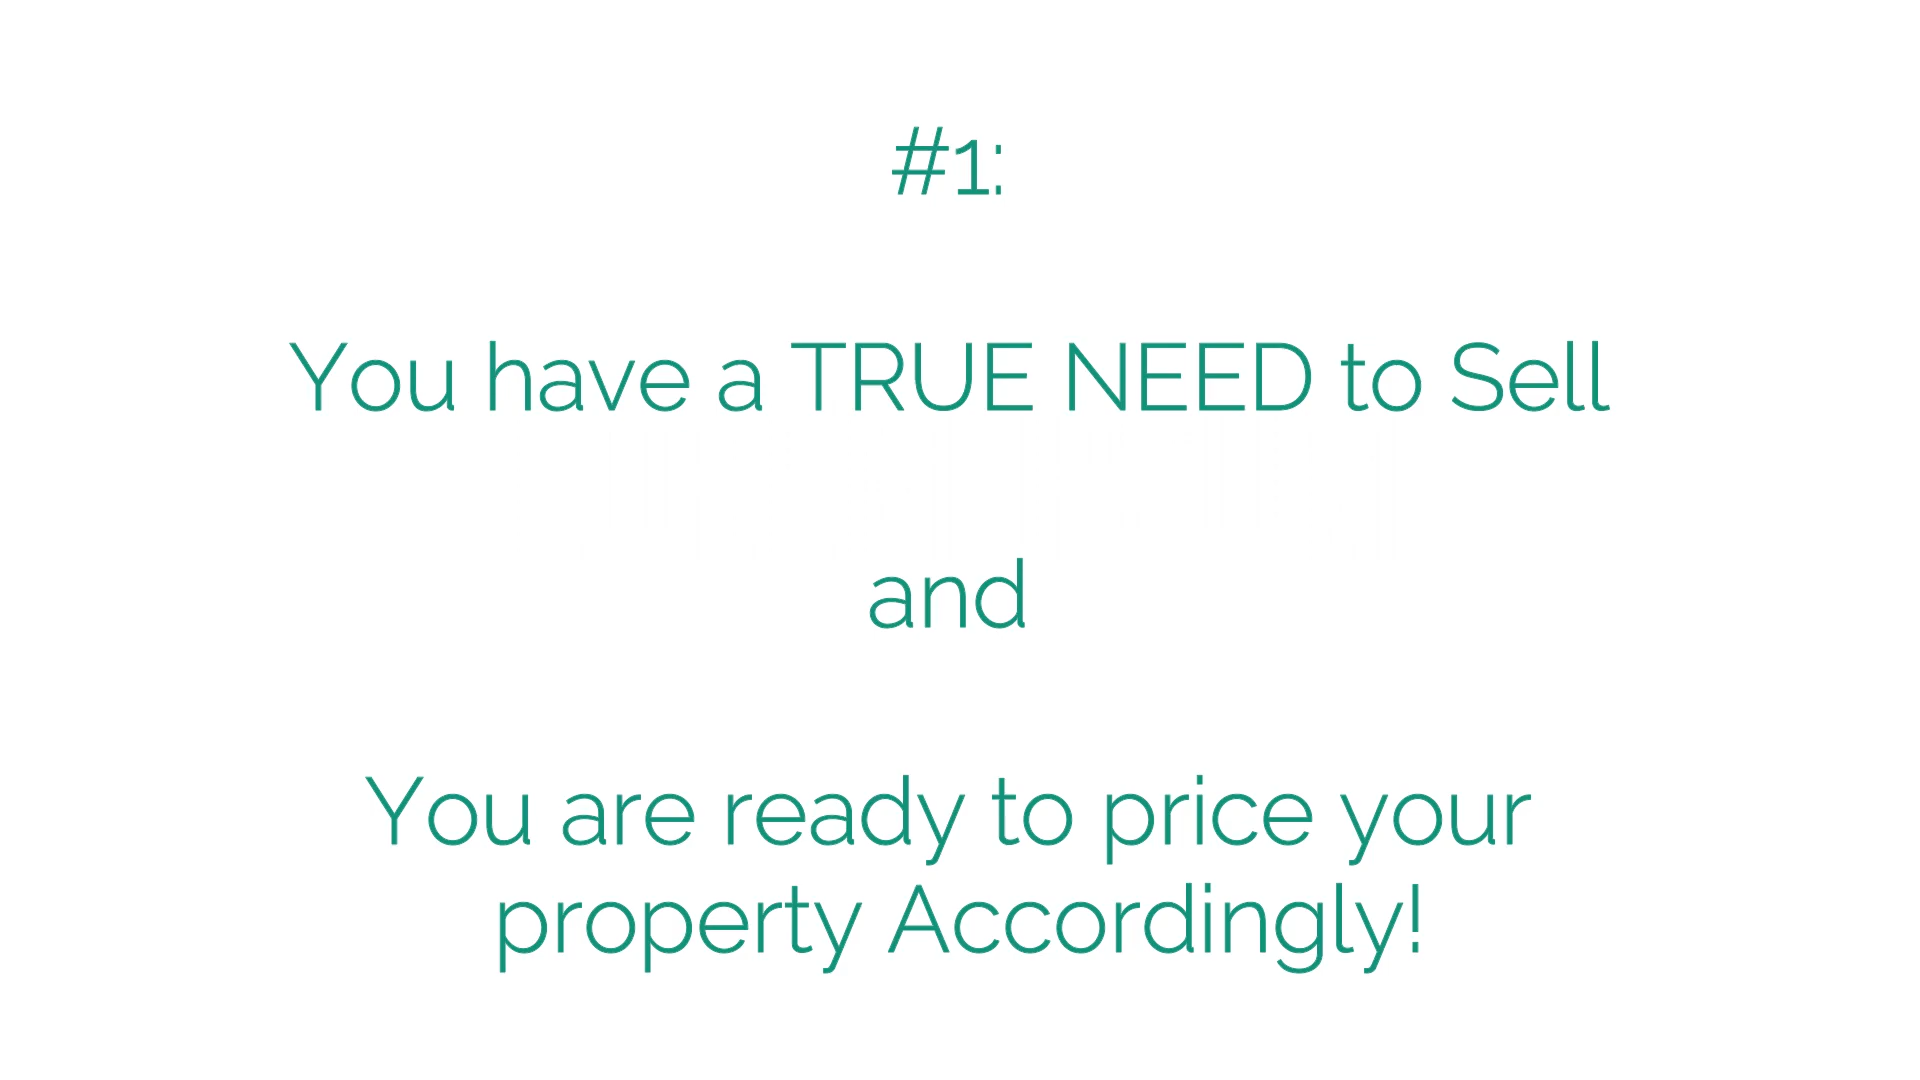 #1:
You have a TRUE NEED to Sell
and
You are ready to price your
property Accordingly!